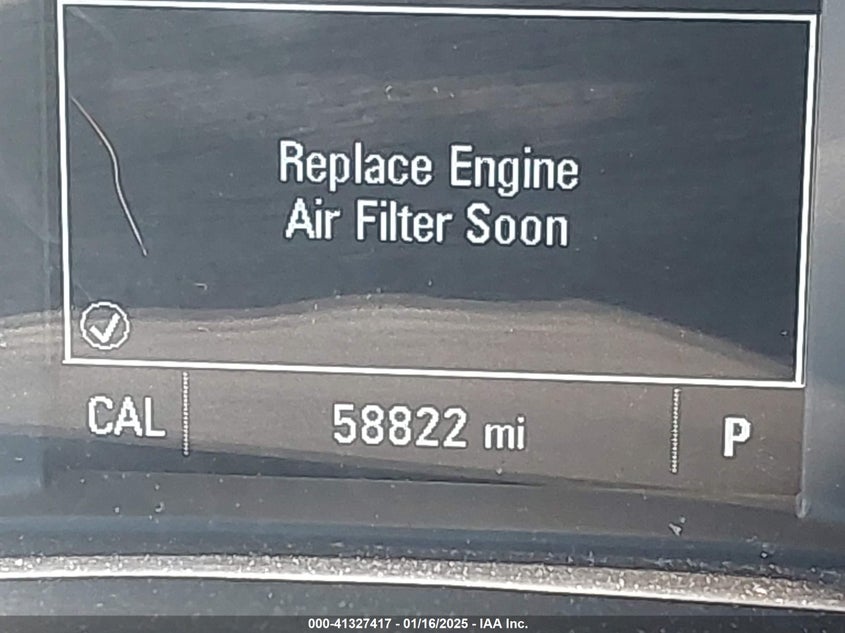 Replace Engine
Air Filter Soon
CAL 58822 mi P
000-41327417 - 01/16/2025 - IAA Inc.